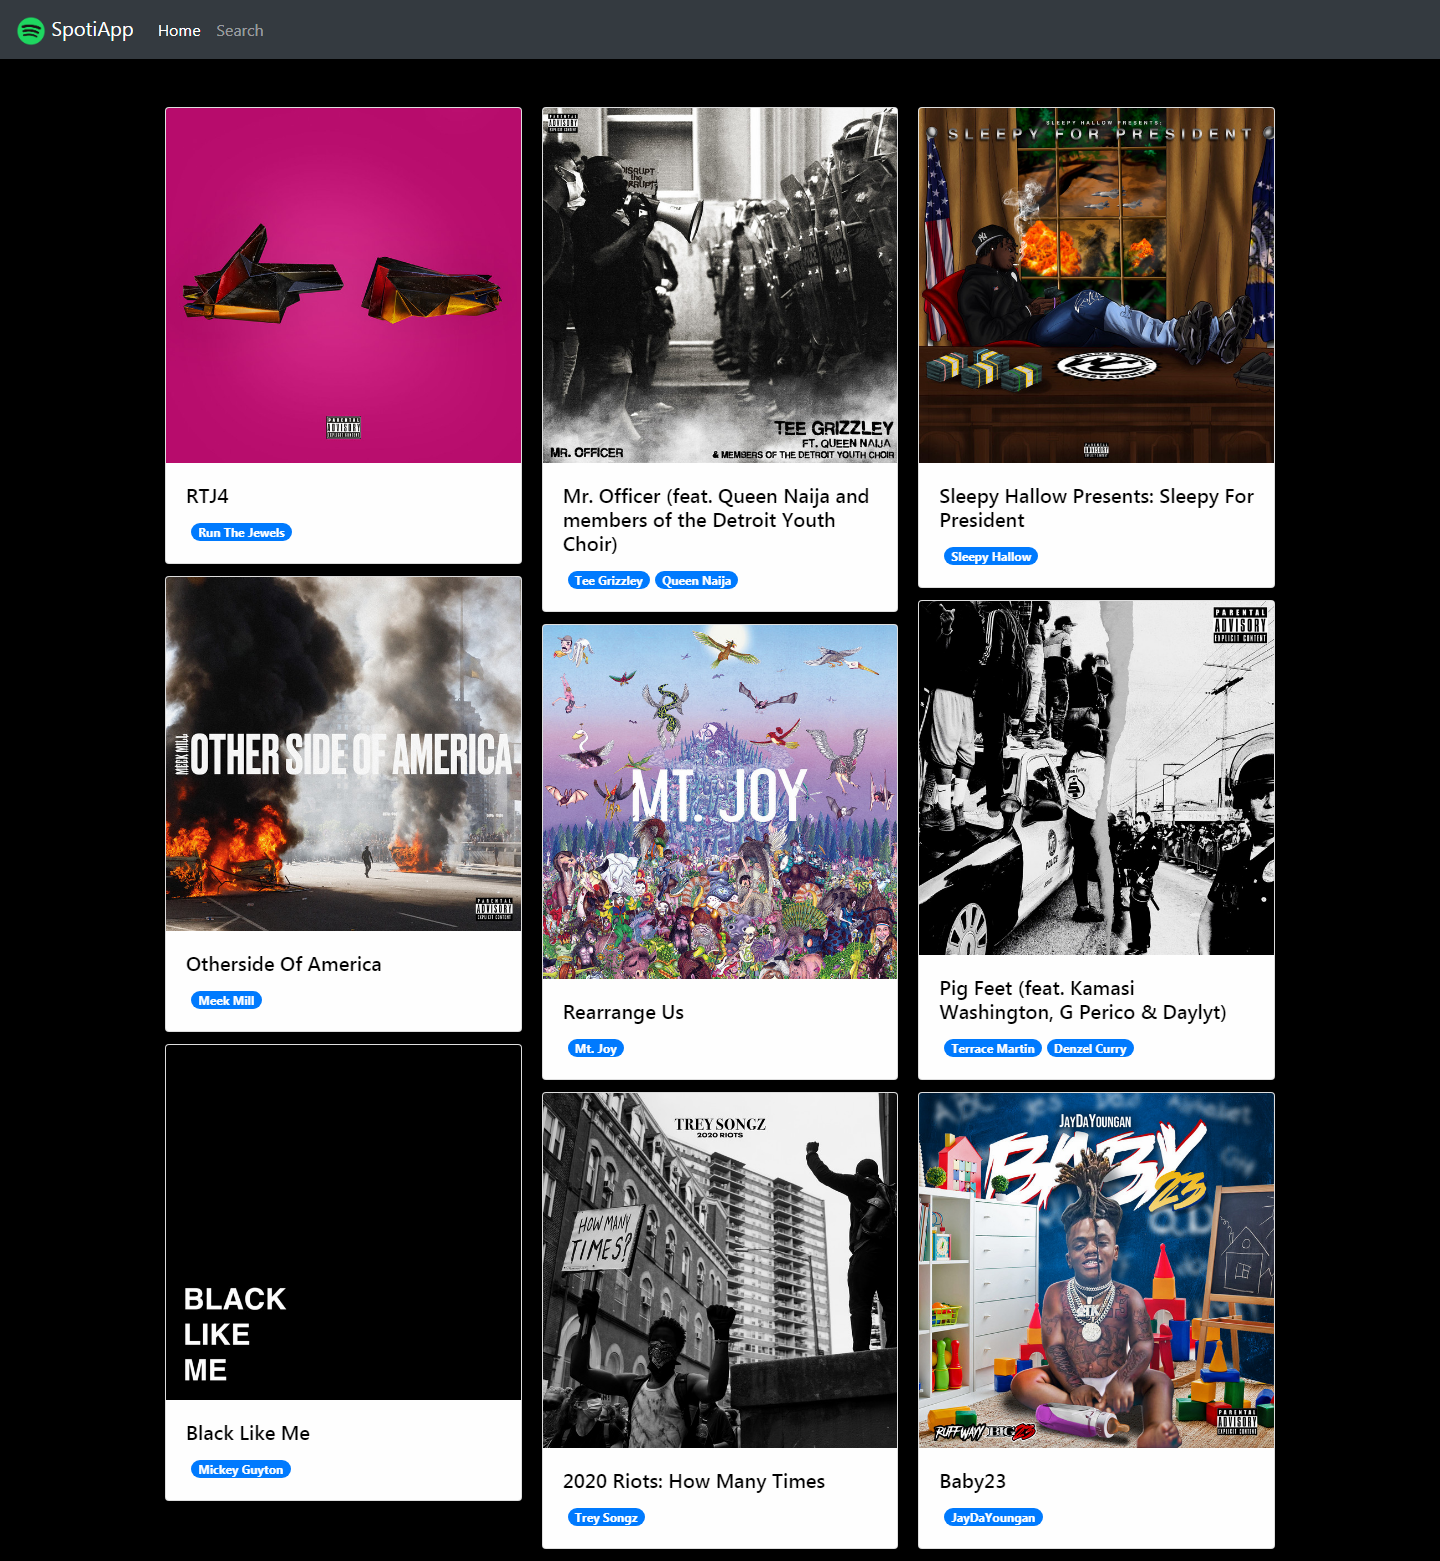 SpotiApp
Home
Search
PARENTAL
ADVISORY
EXPLICIT CONTENT
RTJ4
Run The Jewels
PARENTAL
ADVISORY
EXPLICIT CONTENT
DISRUPT
the
TEE GRIZZLEY
FT. QUEEN NAIJA
& MEMBERS OF THE DETROIT YOUTH CHOIR
MR. OFFICER
Mr. Officer (feat. Queen Naija and
members of the Detroit Youth
Choir)
Tee Grizzley
Queen Naija
SLEEPY HALLOW PRESENTS:
SLEEPY FOR PRESIDENT
PARENTAL
ADVISORY
EXPLICIT CONTENT
Sleepy Hallow Presents: Sleepy For
President
Sleepy Hallow
MEEK MILL
OTHER SIDE OF AMERICA
PARENTAL
ADVISORY
EXPLICIT CONTENT
Otherside Of America
Meek Mill
MT. JOY
Rearrange Us
Mt. Joy
PARENTAL
ADVISORY
EXPLICIT CONTENT
POLICE
Pig Feet (feat. Kamasi
Washington, G Perico & Daylyt)
Terrace Martin
Denzel Curry
BLACK
LIKE
ME
Black Like Me
Mickey Guyton
TREY SONGZ
2020 RIOTS
HOW MANY
TIMES?
2020 Riots: How Many Times
Trey Songz
ABC
JAYDAYOUNGAN
BABY
23
RUFFWAYY
BIG23
PARENTAL
ADVISORY
EXPLICIT CONTENT
Baby23
JayDaYoungan